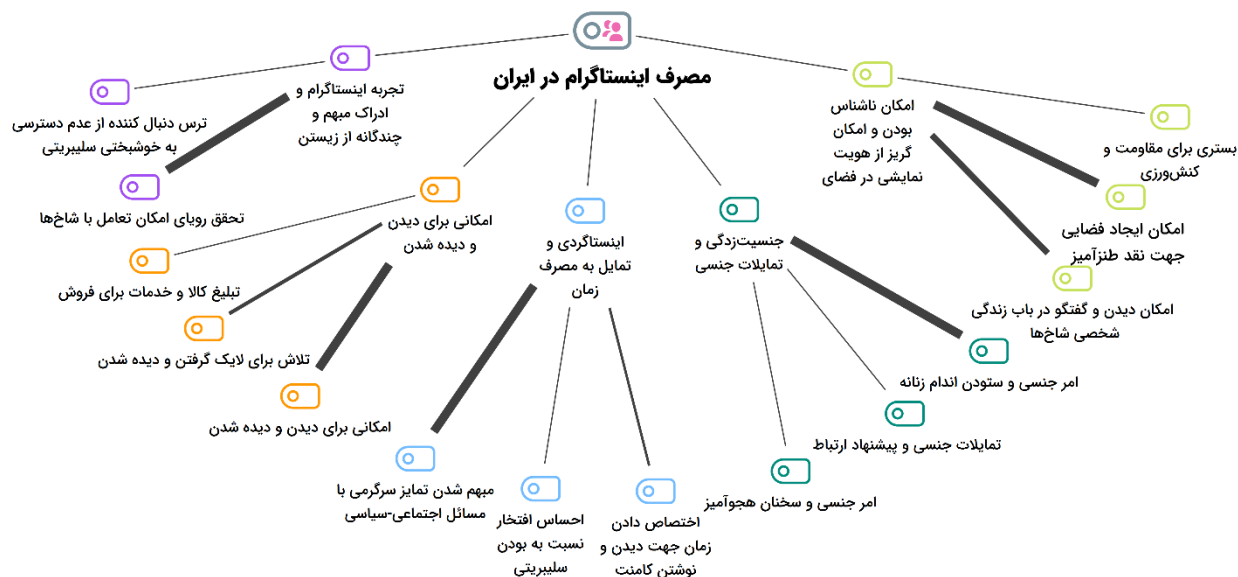 مصرف اینستاگرام در ایران
امکان ناشناس
بودن و امکان
گریز از هویت
نمایشی در فضای
بستری برای مقاومت و
کنش‌ورزی
امکان ایجاد فضایی
جهت نقد طنزآمیز
امکان دیدن و گفتگو در باب زندگی
شخصی شاخ‌ها
جنسیت‌زدگی و
تمایلات جنسی
امر جنسی و ستودن اندام زنانه
تمایلات جنسی و پیشنهاد ارتباط
امر جنسی و سخنان هجوآمیز
اینستاگردی و
تمایل به مصرف
زمان
اختصاص دادن
زمان جهت دیدن و
نوشتن کامنت
احساس افتخار
نسبت به بودن
سلیبریتی
مبهم شدن تمایز سرگرمی با
مسائل اجتماعی-سیاسی
امکانی برای دیدن
و دیده شدن
تبلیغ کالا و خدمات برای فروش
تلاش برای لایک گرفتن و دیده شدن
امکانی برای دیدن و دیده شدن
تجربه اینستاگرام و
ادراک مبهم و
چندگانه از زیستن
ترس دنبال کننده از عدم دسترسی
به خوشبختی سلیبریتی
تحقق رویای امکان تعامل با شاخ‌ها